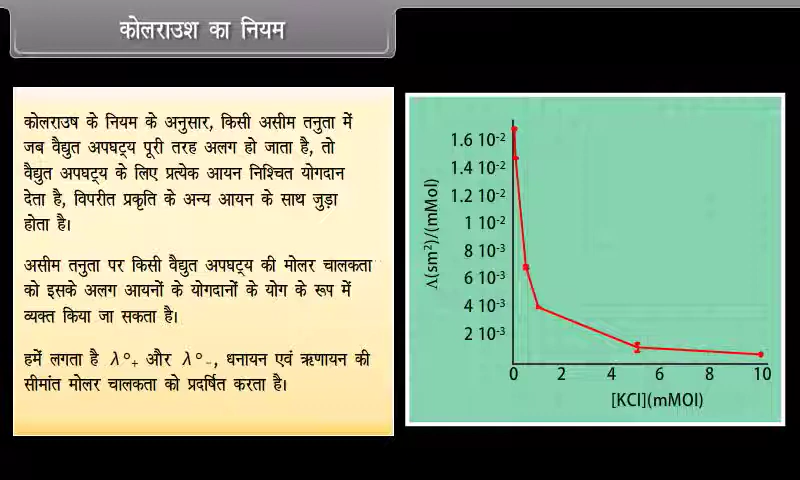 कोलराउश का नियम
कोलराउष के नियम के अनुसार, किसी असीम तनुता में
जब वैद्युत अपघट्य पूरी तरह अलग हो जाता है, तो
वैद्युत अपघट्य के लिए प्रत्येक आयन निश्चित योगदान
देता है, विपरीत प्रकृति के अन्य आयन के साथ जुड़ा
होता है।
असीम तनुता पर किसी वैद्युत अपघट्य की मोलर चालकता
को इसके अलग आयनों के योगदानों के योग के रूप में
व्यक्त किया जा सकता है।
हमें लगता है λ°₊ और λ°₋, धनायन एवं ऋणायन की
सीमांत मोलर चालकता को प्रदर्षित करता है।
Λ(sm²)/(mMol)
1.6 10⁻²
1.4 10⁻²
1.2 10⁻²
1 10⁻²
8 10⁻³
6 10⁻³
4 10⁻³
2 10⁻³
0 2 4 6 8 10
[KCl](mMOl)